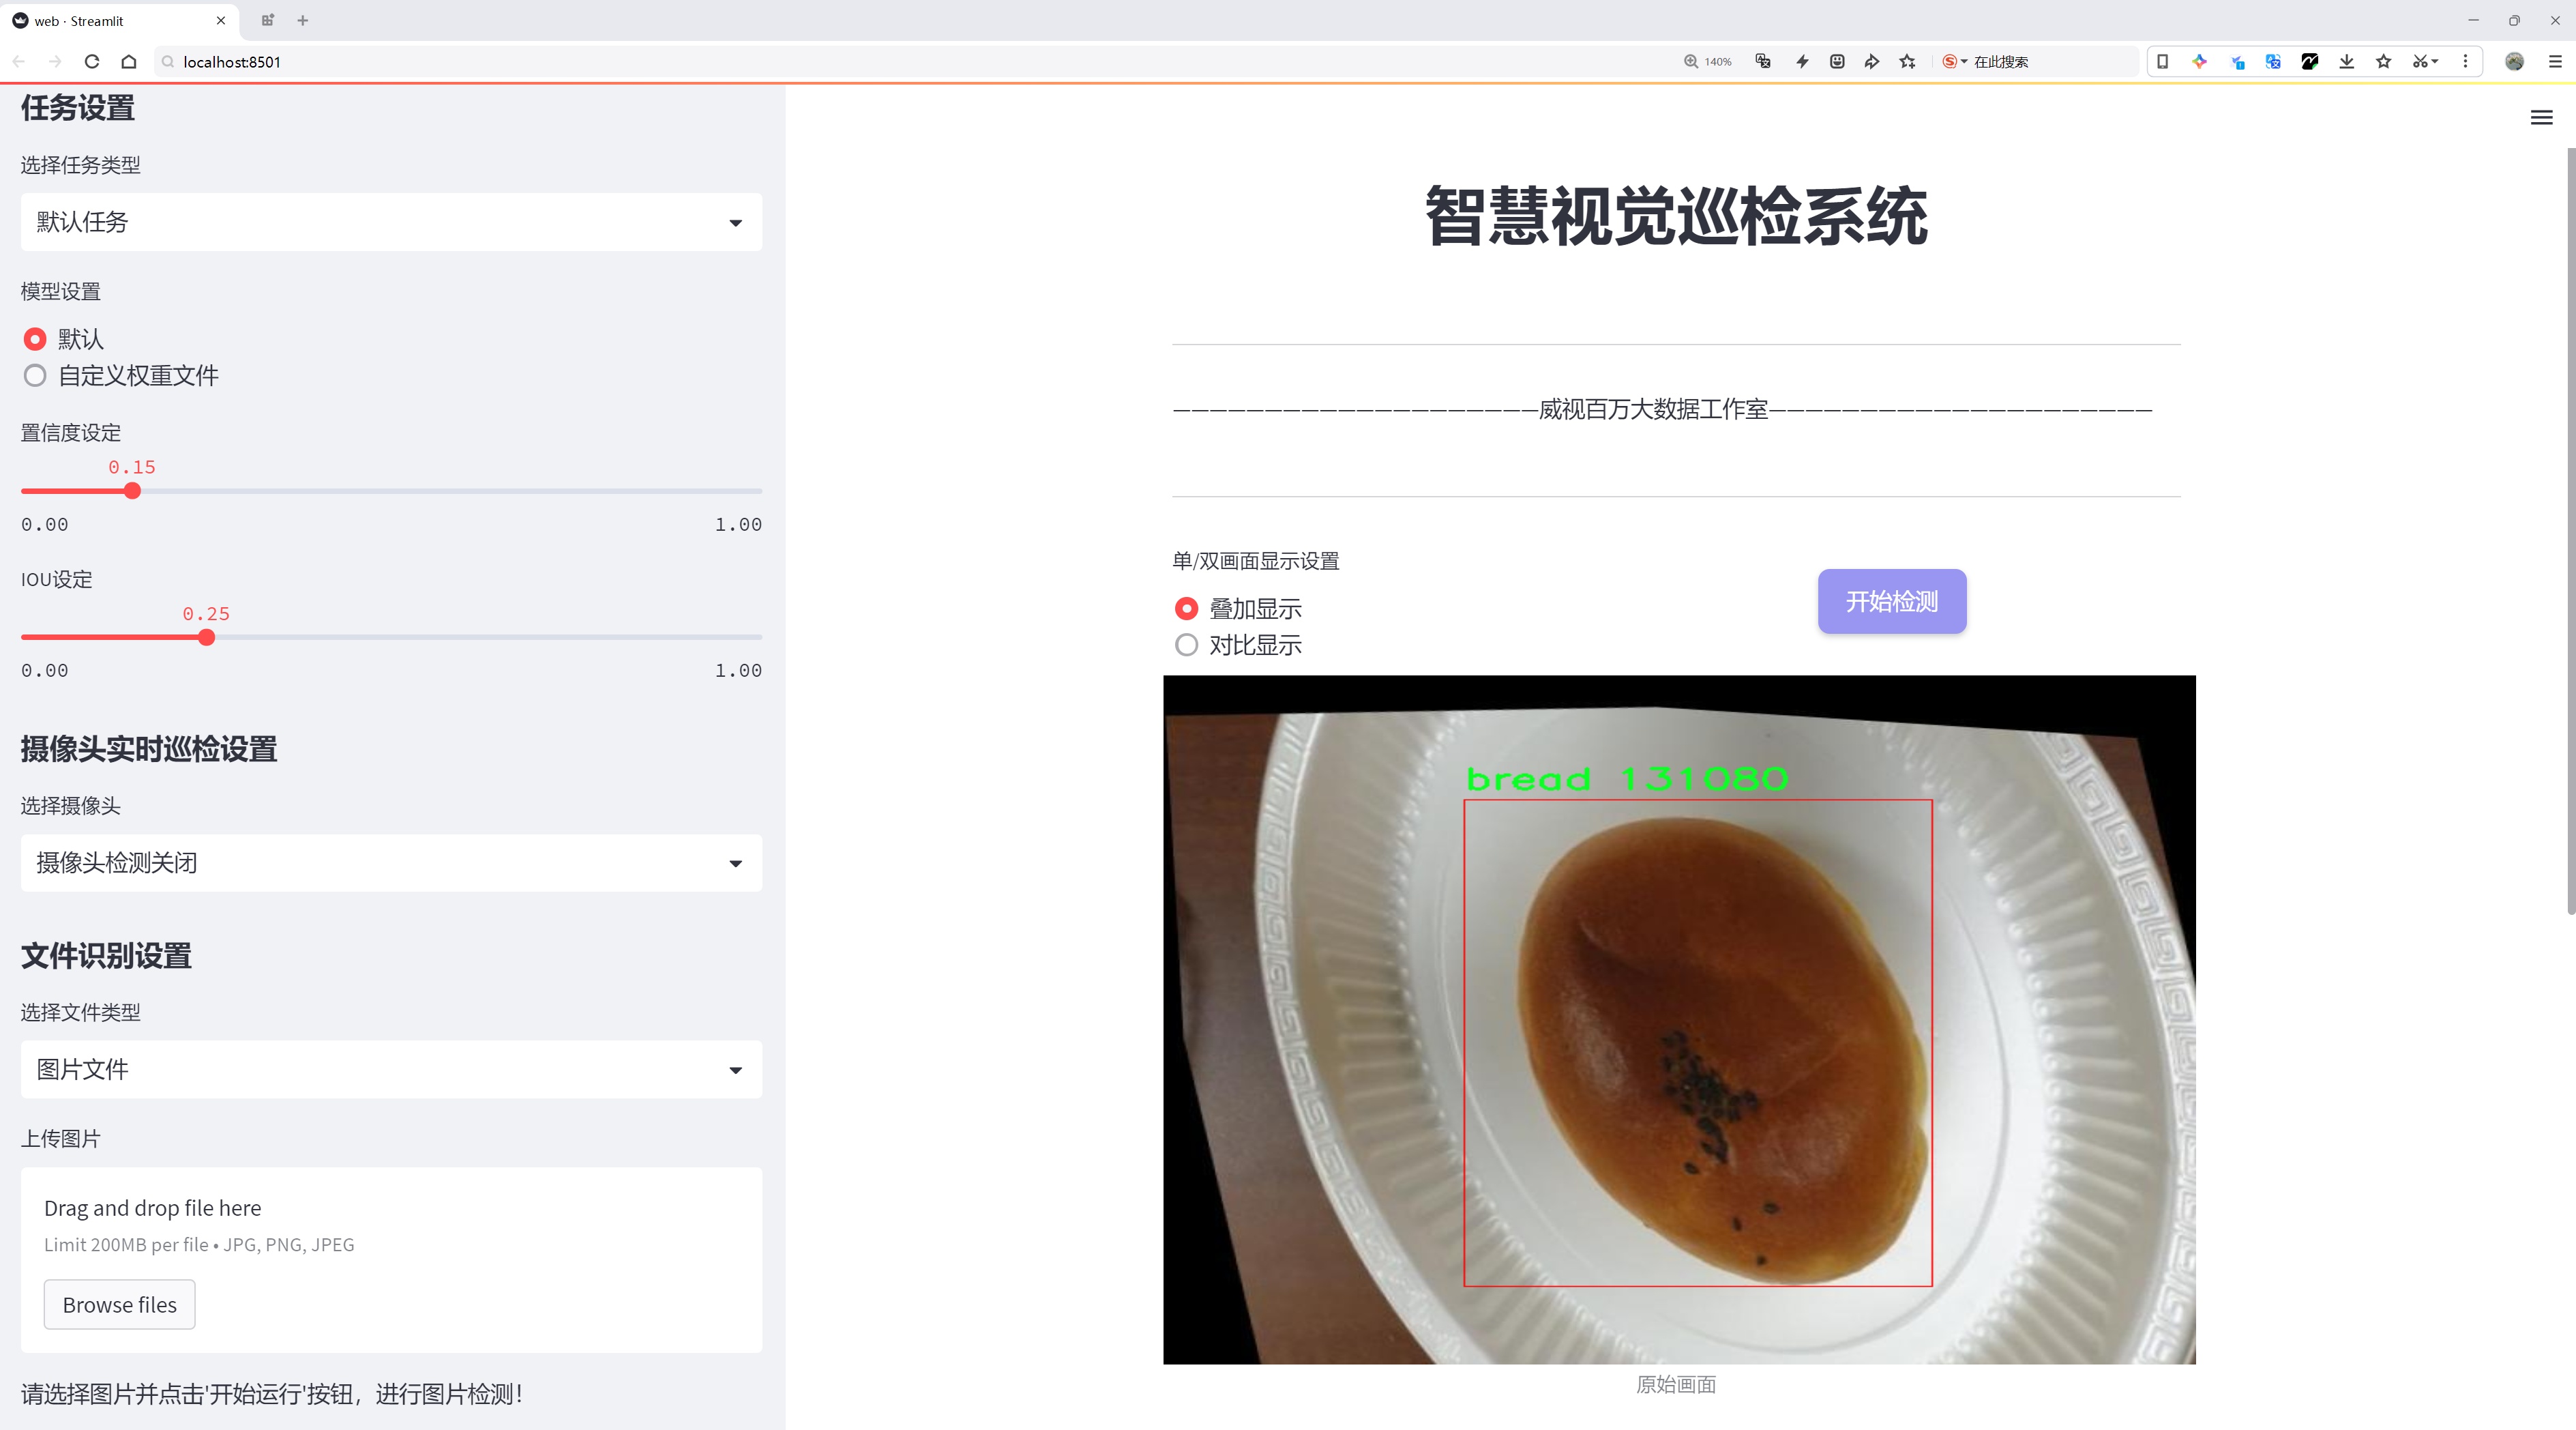 web · Streamlit
localhost:8501
140%
在此搜索
任务设置
选择任务类型
默认任务
模型设置
默认
自定义权重文件
置信度设定
0.15
0.00
1.00
IOU设定
0.25
0.00
1.00
摄像头实时巡检设置
选择摄像头
摄像头检测关闭
文件识别设置
选择文件类型
图片文件
上传图片
Drag and drop file here
Limit 200MB per file • JPG, PNG, JPEG
Browse files
请选择图片并点击'开始运行'按钮，进行图片检测！
智慧视觉巡检系统
————————————————————威视百万大数据工作室—————————————————————
单/双画面显示设置
叠加显示
对比显示
开始检测
bread 131080
原始画面